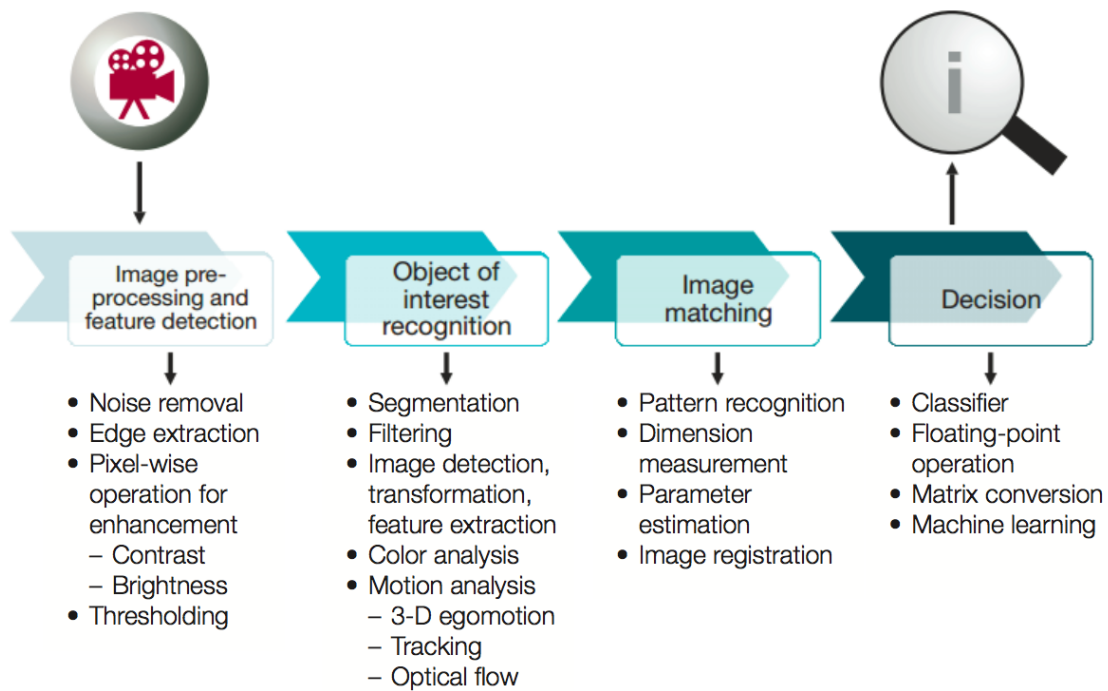 i
Image pre-
processing and
feature detection
Object of
interest
recognition
Image
matching
Decision
• Noise removal
• Edge extraction
• Pixel-wise
operation for
enhancement
– Contrast
– Brightness
• Thresholding
• Segmentation
• Filtering
• Image detection,
transformation,
feature extraction
• Color analysis
• Motion analysis
– 3-D egomotion
– Tracking
– Optical flow
• Pattern recognition
• Dimension
measurement
• Parameter
estimation
• Image registration
• Classifier
• Floating-point
operation
• Matrix conversion
• Machine learning